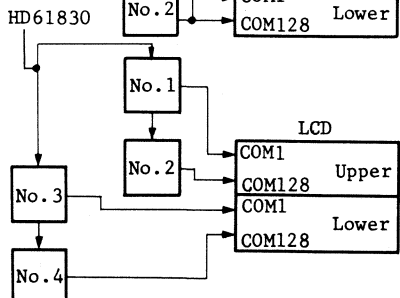 No.2
COM1
Lower
HD61830
COM128
No.1
LCD
COM1
Upper
No.2
COM128
No.3
COM1
Lower
COM128
No.4